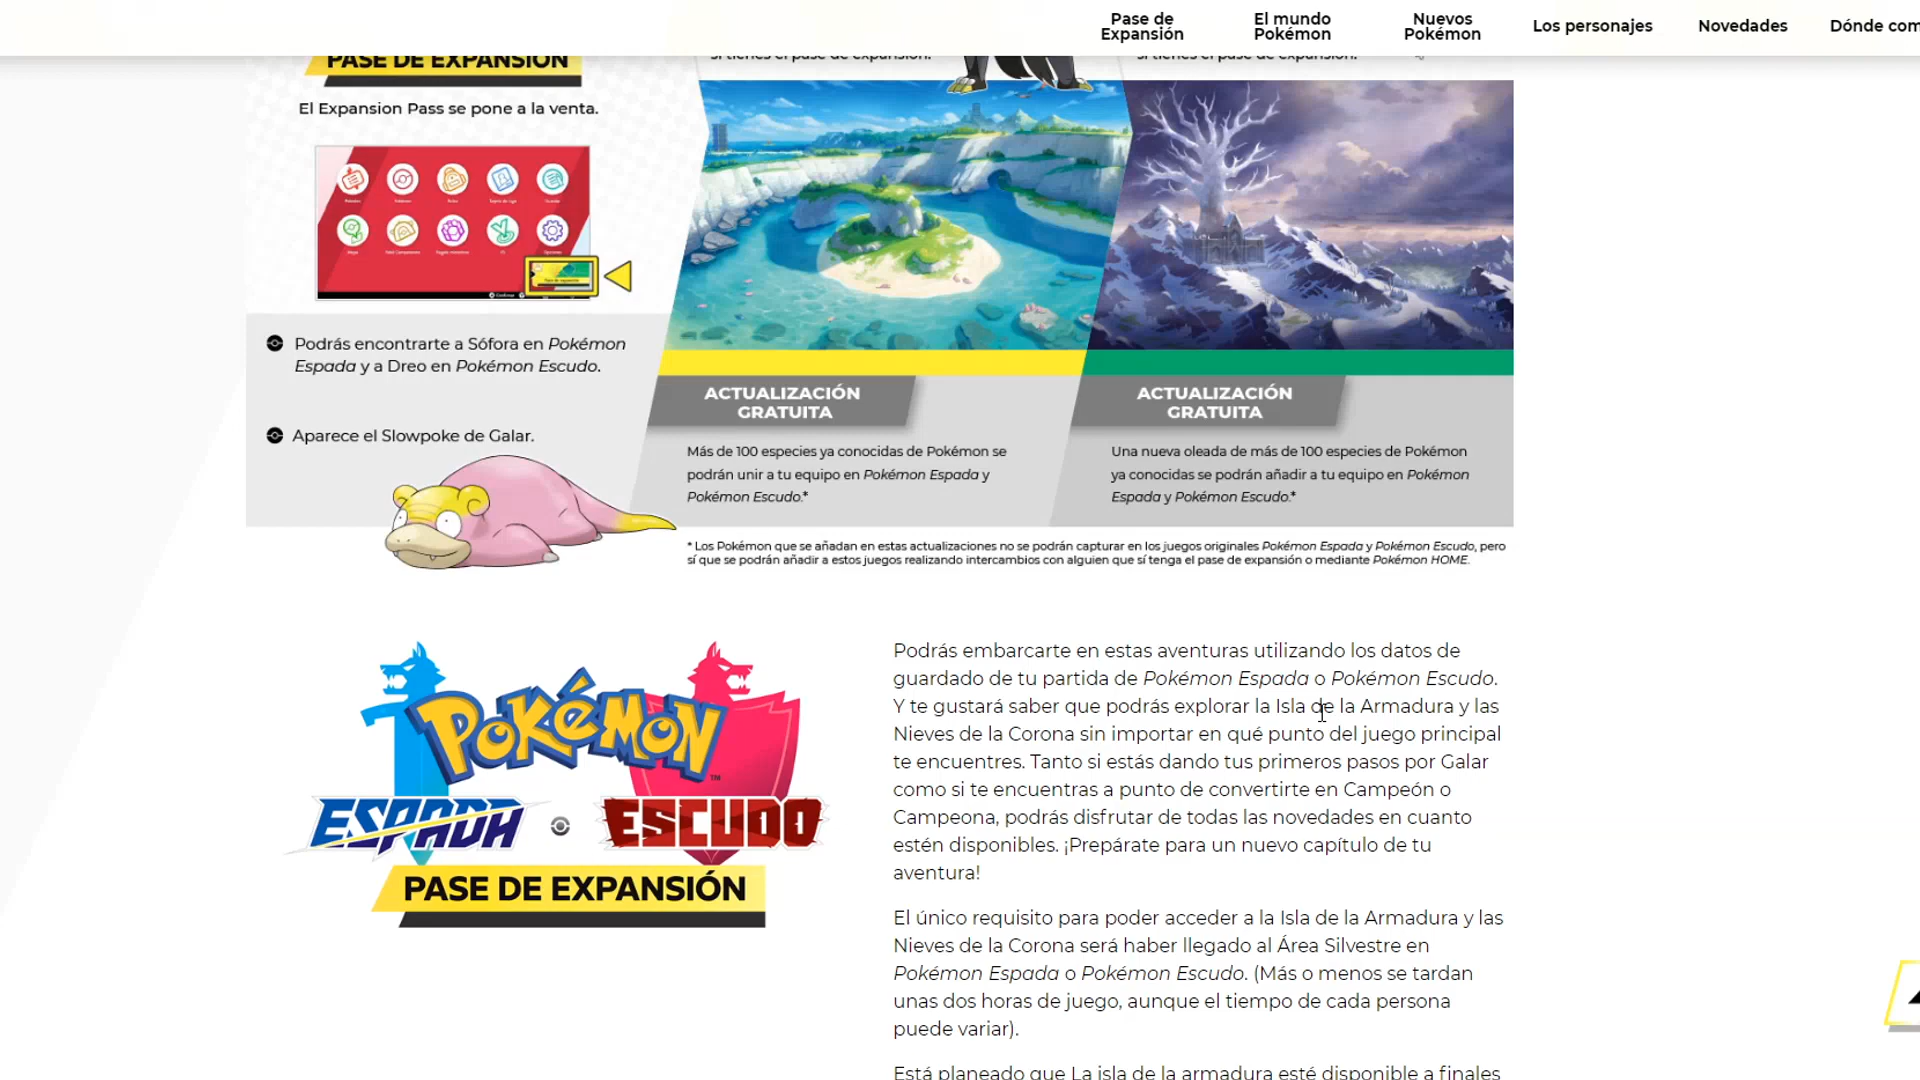 Pase de
Expansión
El mundo
Pokémon
Nuevos
Pokémon
Los personajes
Novedades
Dónde com
PASE DE EXPANSIÓN
El Expansion Pass se pone a la venta.
si tienes el pase de expansión.
si tienes el pase de expansión.
Podrás encontrarte a Sófora en Pokémon
Espada y a Dreo en Pokémon Escudo.
Aparece el Slowpoke de Galar.
ACTUALIZACIÓN
GRATUITA
Más de 100 especies ya conocidas de Pokémon se
podrán unir a tu equipo en Pokémon Espada y
Pokémon Escudo.*
ACTUALIZACIÓN
GRATUITA
Una nueva oleada de más de 100 especies de Pokémon
ya conocidas se podrán añadir a tu equipo en Pokémon
Espada y Pokémon Escudo.*
* Los Pokémon que se añadan en estas actualizaciones no se podrán capturar en los juegos originales Pokémon Espada y Pokémon Escudo, pero
sí que se podrán añadir a estos juegos realizando intercambios con alguien que sí tenga el pase de expansión o mediante Pokémon HOME.
POKéMON
TM
ESPADA
ESCUDO
PASE DE EXPANSIÓN
Podrás embarcarte en estas aventuras utilizando los datos de
guardado de tu partida de Pokémon Espada o Pokémon Escudo.
Y te gustará saber que podrás explorar la Isla de la Armadura y las
Nieves de la Corona sin importar en qué punto del juego principal
te encuentres. Tanto si estás dando tus primeros pasos por Galar
como si te encuentras a punto de convertirte en Campeón o
Campeona, podrás disfrutar de todas las novedades en cuanto
estén disponibles. ¡Prepárate para un nuevo capítulo de tu
aventura!
El único requisito para poder acceder a la Isla de la Armadura y las
Nieves de la Corona será haber llegado al Área Silvestre en
Pokémon Espada o Pokémon Escudo. (Más o menos se tardan
unas dos horas de juego, aunque el tiempo de cada persona
puede variar).
Está planeado que La isla de la armadura esté disponible a finales